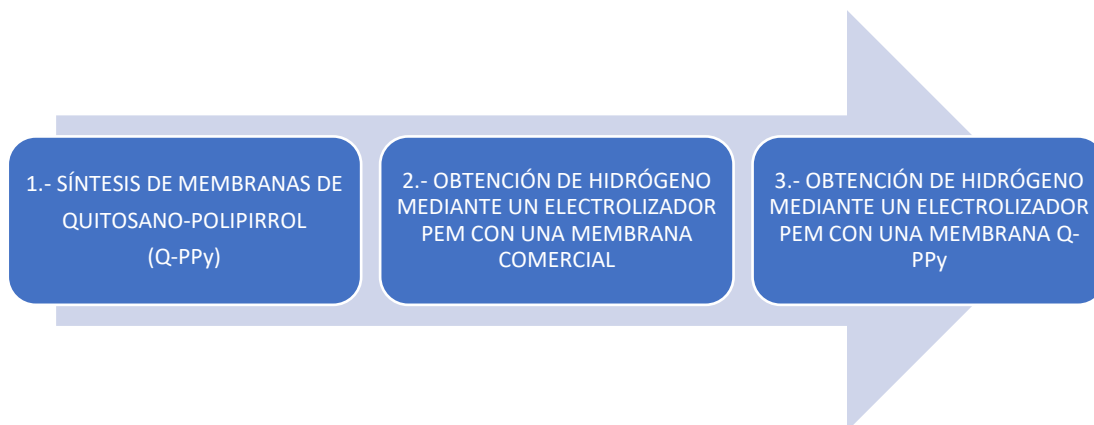 1.- SÍNTESIS DE MEMBRANAS DE
QUITOSANO-POLIPIRROL
(Q-PPy)
2.- OBTENCIÓN DE HIDRÓGENO
MEDIANTE UN ELECTROLIZADOR
PEM CON UNA MEMBRANA
COMERCIAL
3.- OBTENCIÓN DE HIDRÓGENO
MEDIANTE UN ELECTROLIZADOR
PEM CON UNA MEMBRANA Q-
PPy